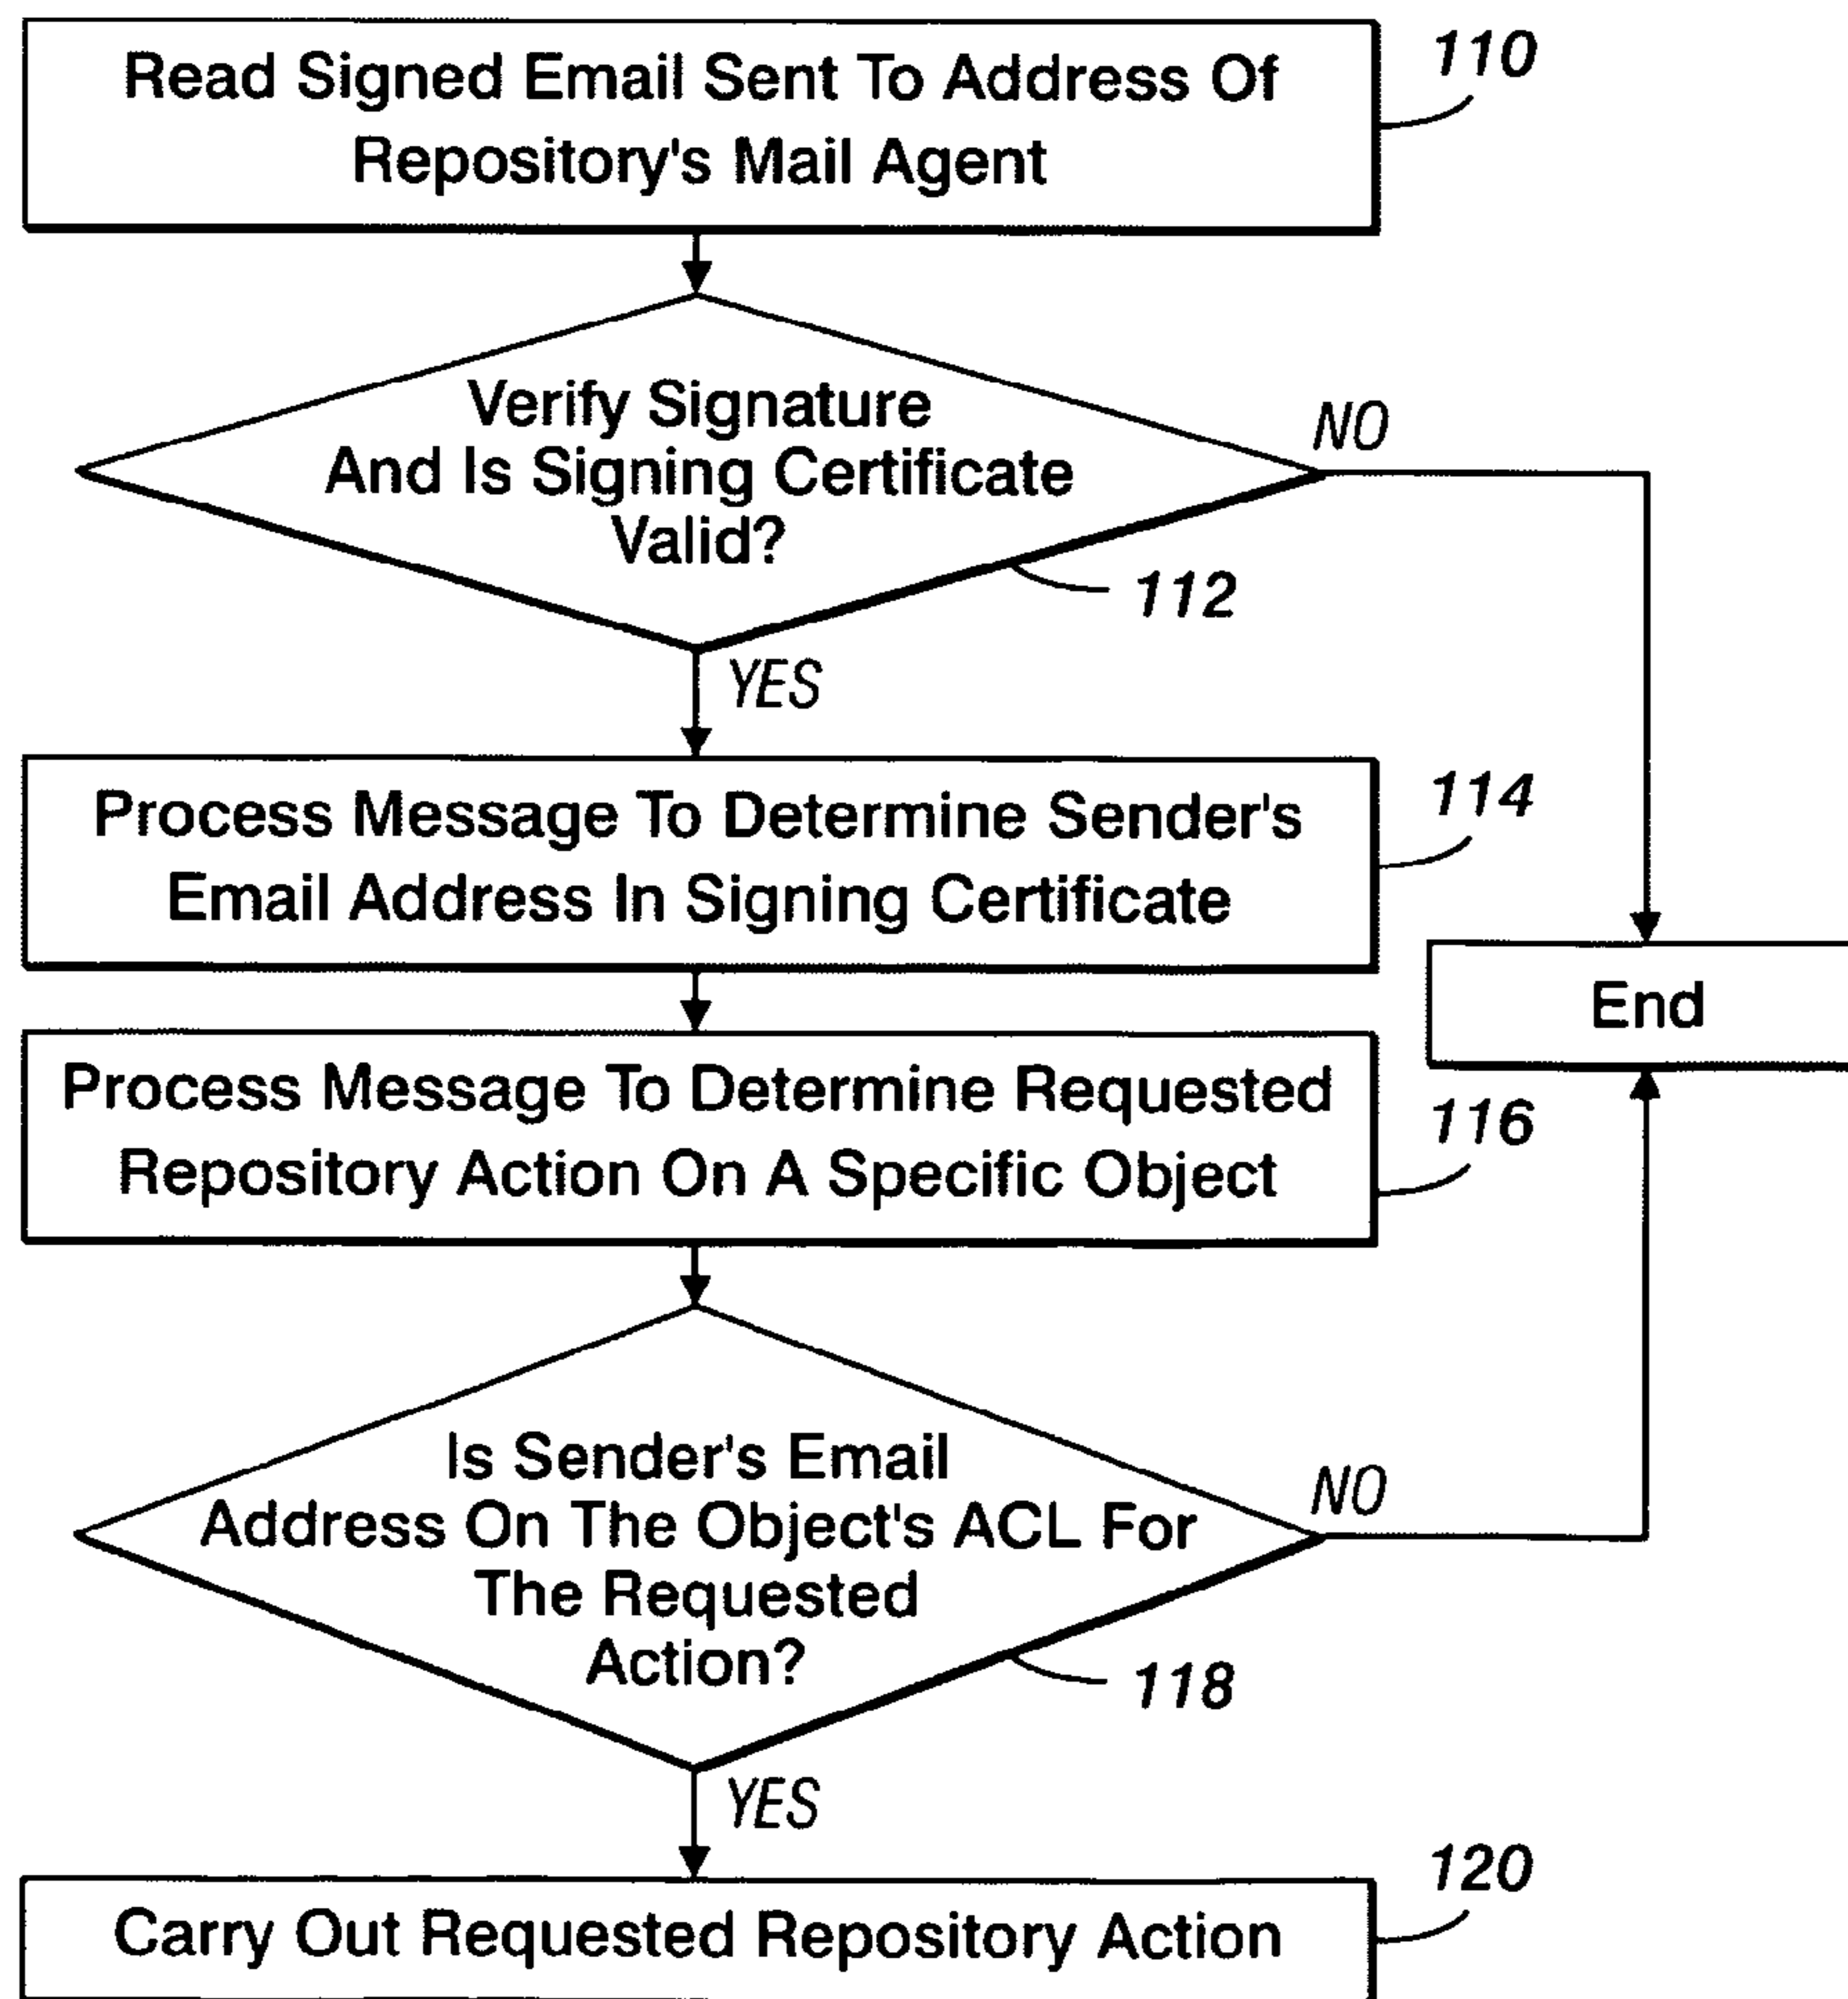 Read Signed Email Sent To Address Of
Repository's Mail Agent
110
Verify Signature
And Is Signing Certificate
Valid?
NO
112
YES
Process Message To Determine Sender's
Email Address In Signing Certificate
114
End
Process Message To Determine Requested
Repository Action On A Specific Object
116
Is Sender's Email
Address On The Object's ACL For
The Requested
Action?
NO
118
YES
Carry Out Requested Repository Action
120